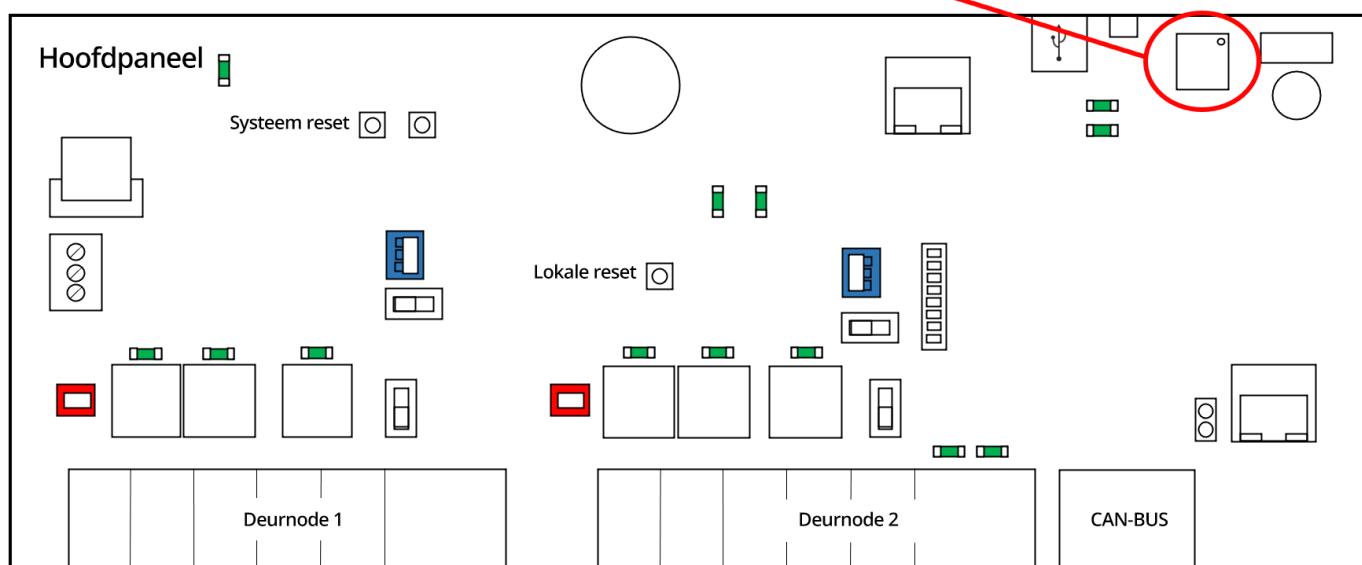 Hoofdpaneel
Systeem reset
Lokale reset
Deurnode 1
Deurnode 2
CAN-BUS